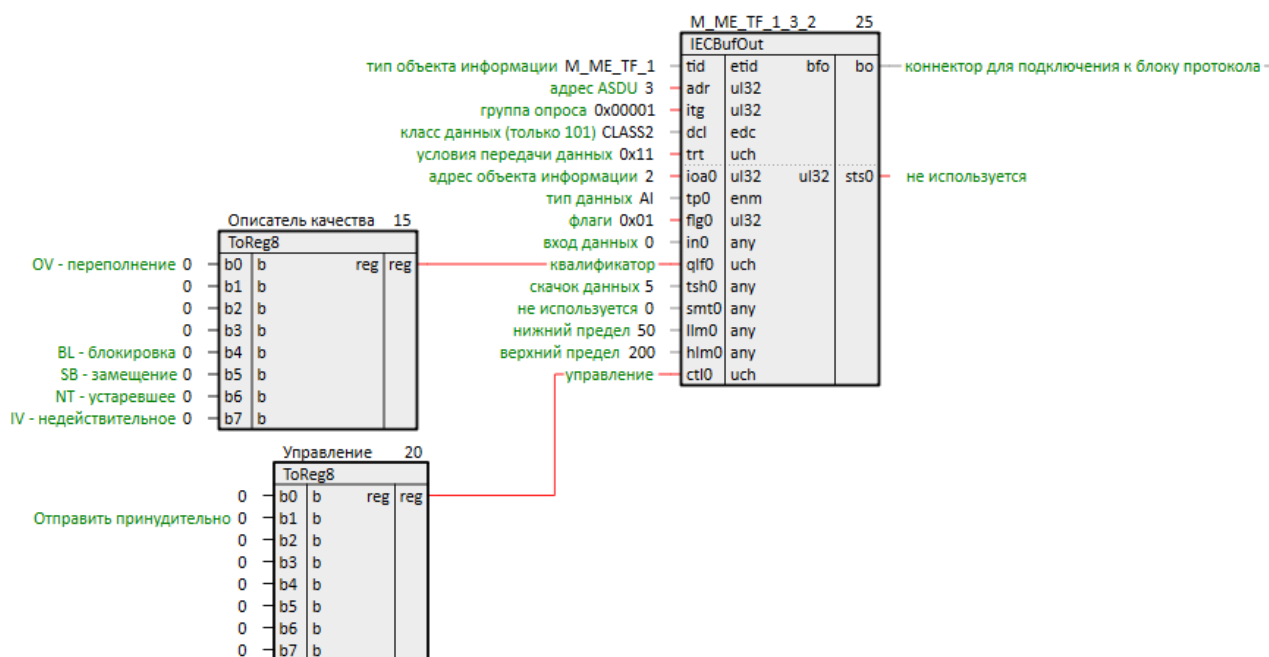 M_ME_TF_1_3_2 25
IECBufOut
тип объекта информации M_ME_TF_1 tid etid bfo bo коннектор для подключения к блоку протокола
адрес ASDU 3 adr ul32
группа опроса 0x00001 itg ul32
класс данных (только 101) CLASS2 dcl edc
условия передачи данных 0x11 trt uch
адрес объекта информации 2 ioa0 ul32 ul32 sts0 не используется
тип данных AI tp0 enm
флаги 0x01 flg0 ul32
вход данных 0 in0 any
квалификатор qlf0 uch
скачок данных 5 tsh0 any
не используется 0 smt0 any
нижний предел 50 llm0 any
верхний предел 200 hlm0 any
управление ctl0 uch
Описатель качества 15
ToReg8
OV - переполнение 0 b0 b reg reg
0 b1 b
0 b2 b
0 b3 b
BL - блокировка 0 b4 b
SB - замещение 0 b5 b
NT - устаревшее 0 b6 b
IV - недействительное 0 b7 b
Управление 20
ToReg8
0 b0 b reg reg
Отправить принудительно 0 b1 b
0 b2 b
0 b3 b
0 b4 b
0 b5 b
0 b6 b
0 b7 b